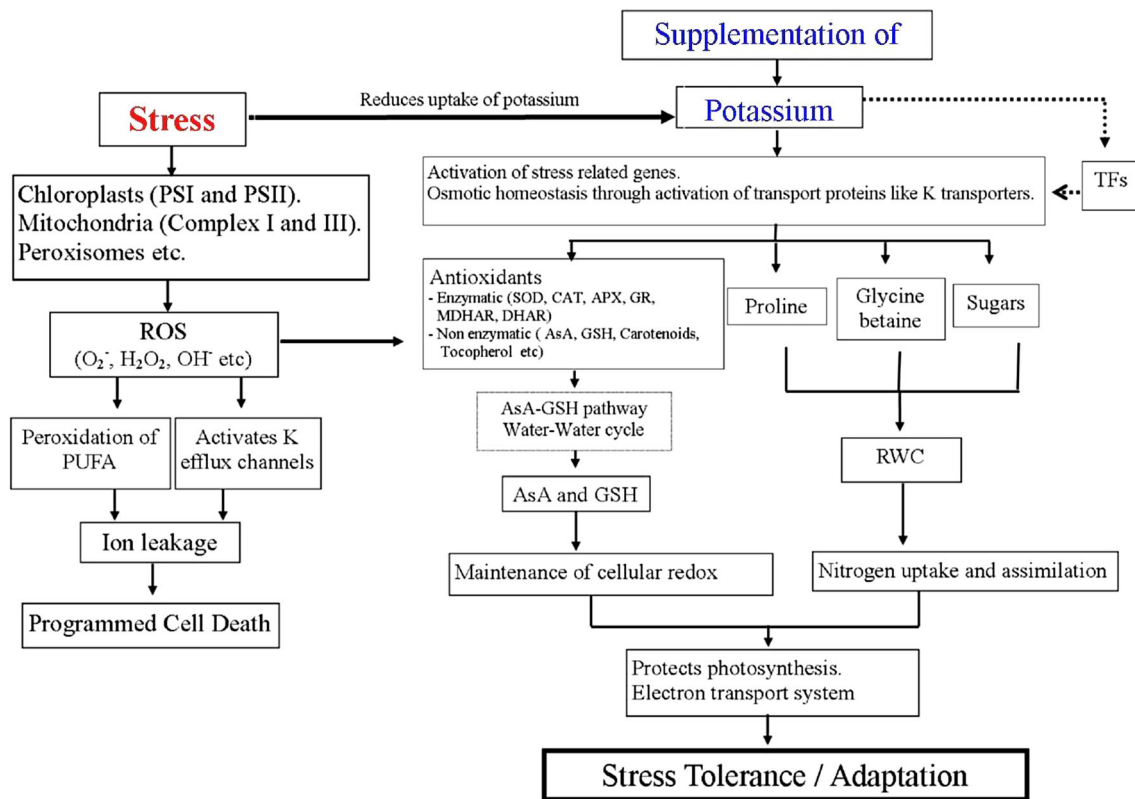 Supplementation of
Reduces uptake of potassium
Stress
Potassium
Activation of stress related genes.
Osmotic homeostasis through activation of transport proteins like K transporters.
TFs
Chloroplasts (PSI and PSII).
Mitochondria (Complex I and III).
Peroxisomes etc.
Antioxidants
- Enzymatic (SOD, CAT, APX, GR,
MDHAR, DHAR)
- Non enzymatic ( AsA, GSH, Carotenoids,
Tocopherol etc)
Proline
Glycine
betaine
Sugars
ROS
(O₂⁻, H₂O₂, OH⁻ etc)
AsA-GSH pathway
Water-Water cycle
Peroxidation of
PUFA
Activates K
efflux channels
RWC
AsA and GSH
Ion leakage
Maintenance of cellular redox
Nitrogen uptake and assimilation
Programmed Cell Death
Protects photosynthesis.
Electron transport system
Stress Tolerance / Adaptation